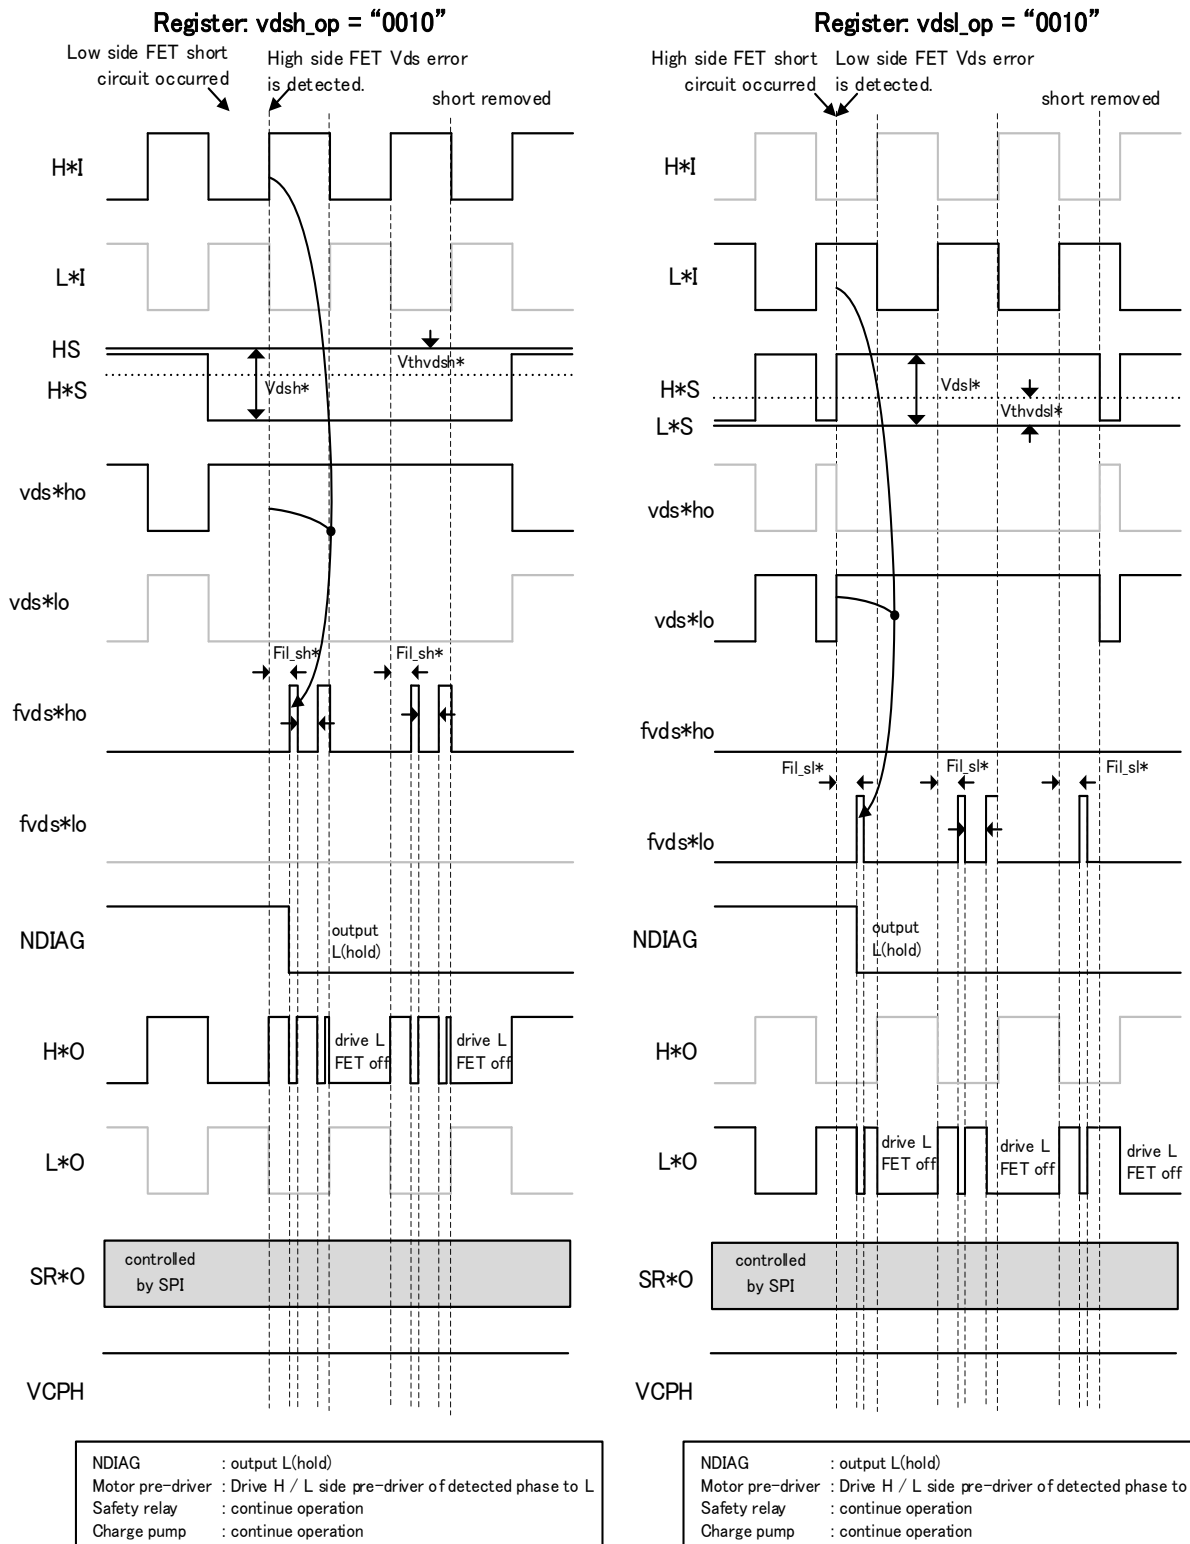 Register: vdsh_op = “0010”
Low side FET short
circuit occurred
High side FET Vds error
is detected.
short removed
H*I
L*I
HS
Vthvdsh*
H*S
Vdsh*
vds*ho
vds*lo
Fil_sh*
Fil_sh*
fvds*ho
fvds*lo
NDIAG
output
L(hold)
H*O
drive L
FET off
drive L
FET off
L*O
SR*O
controlled
by SPI
VCPH
NDIAG : output L(hold)
Motor pre-driver : Drive H / L side pre-driver of detected phase to L
Safety relay : continue operation
Charge pump : continue operation
Register: vdsl_op = “0010”
High side FET short
circuit occurred
Low side FET Vds error
is detected.
short removed
H*I
L*I
H*S
Vdsl*
Vthvdsl*
L*S
vds*ho
vds*lo
fvds*ho
Fil_sl*
Fil_sl*
Fil_sl*
fvds*lo
NDIAG
output
L(hold)
H*O
L*O
drive L
FET off
drive L
FET off
drive L
FET off
SR*O
controlled
by SPI
VCPH
NDIAG : output L(hold)
Motor pre-driver : Drive H / L side pre-driver of detected phase to
Safety relay : continue operation
Charge pump : continue operation